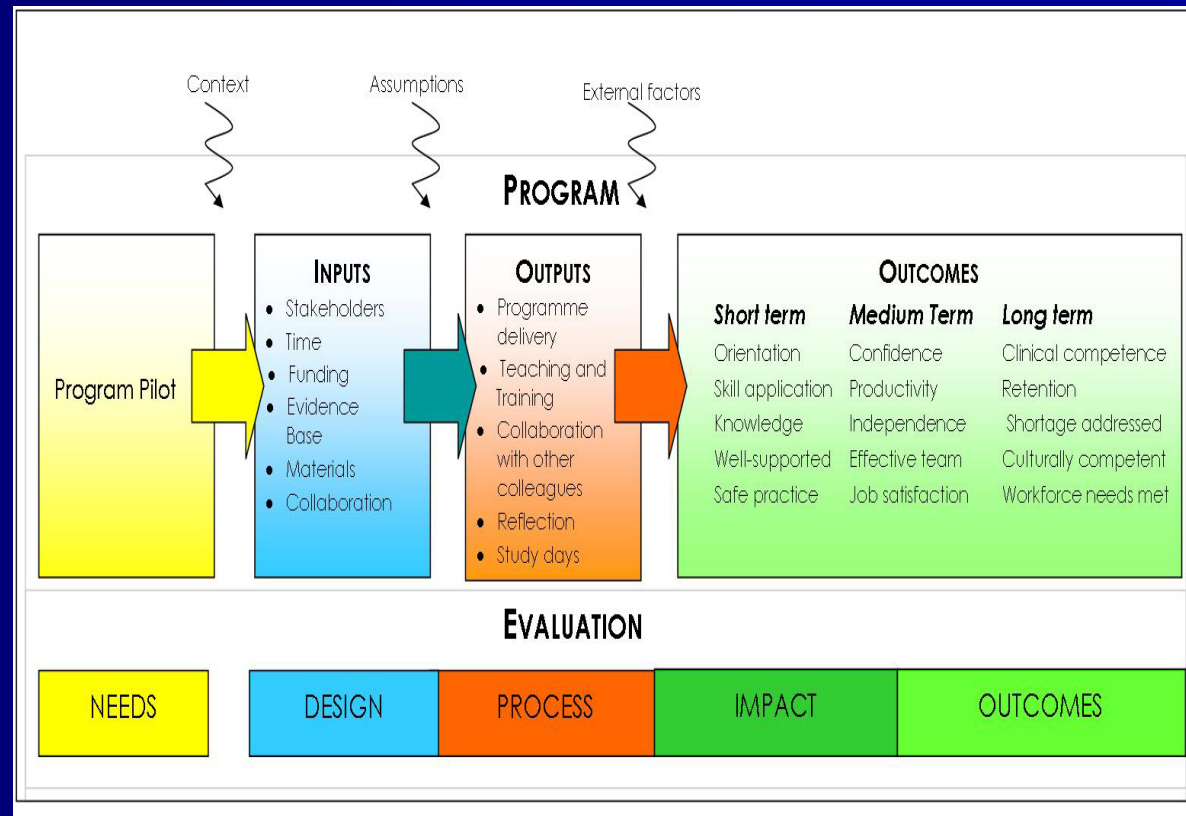 Context
Assumptions
External factors
PROGRAM
Program Pilot
INPUTS
• Stakeholders
• Time
• Funding
• Evidence
Base
• Materials
• Collaboration
OUTPUTS
• Programme
delivery
• Teaching and
Training
• Collaboration
with other
colleagues
• Reflection
• Study days
OUTCOMES
Short term
Orientation
Skill application
Knowledge
Well-supported
Safe practice
Medium Term
Confidence
Productivity
Independence
Effective team
Job satisfaction
Long term
Clinical competence
Retention
Shortage addressed
Culturally competent
Workforce needs met
EVALUATION
NEEDS
DESIGN
PROCESS
IMPACT
OUTCOMES